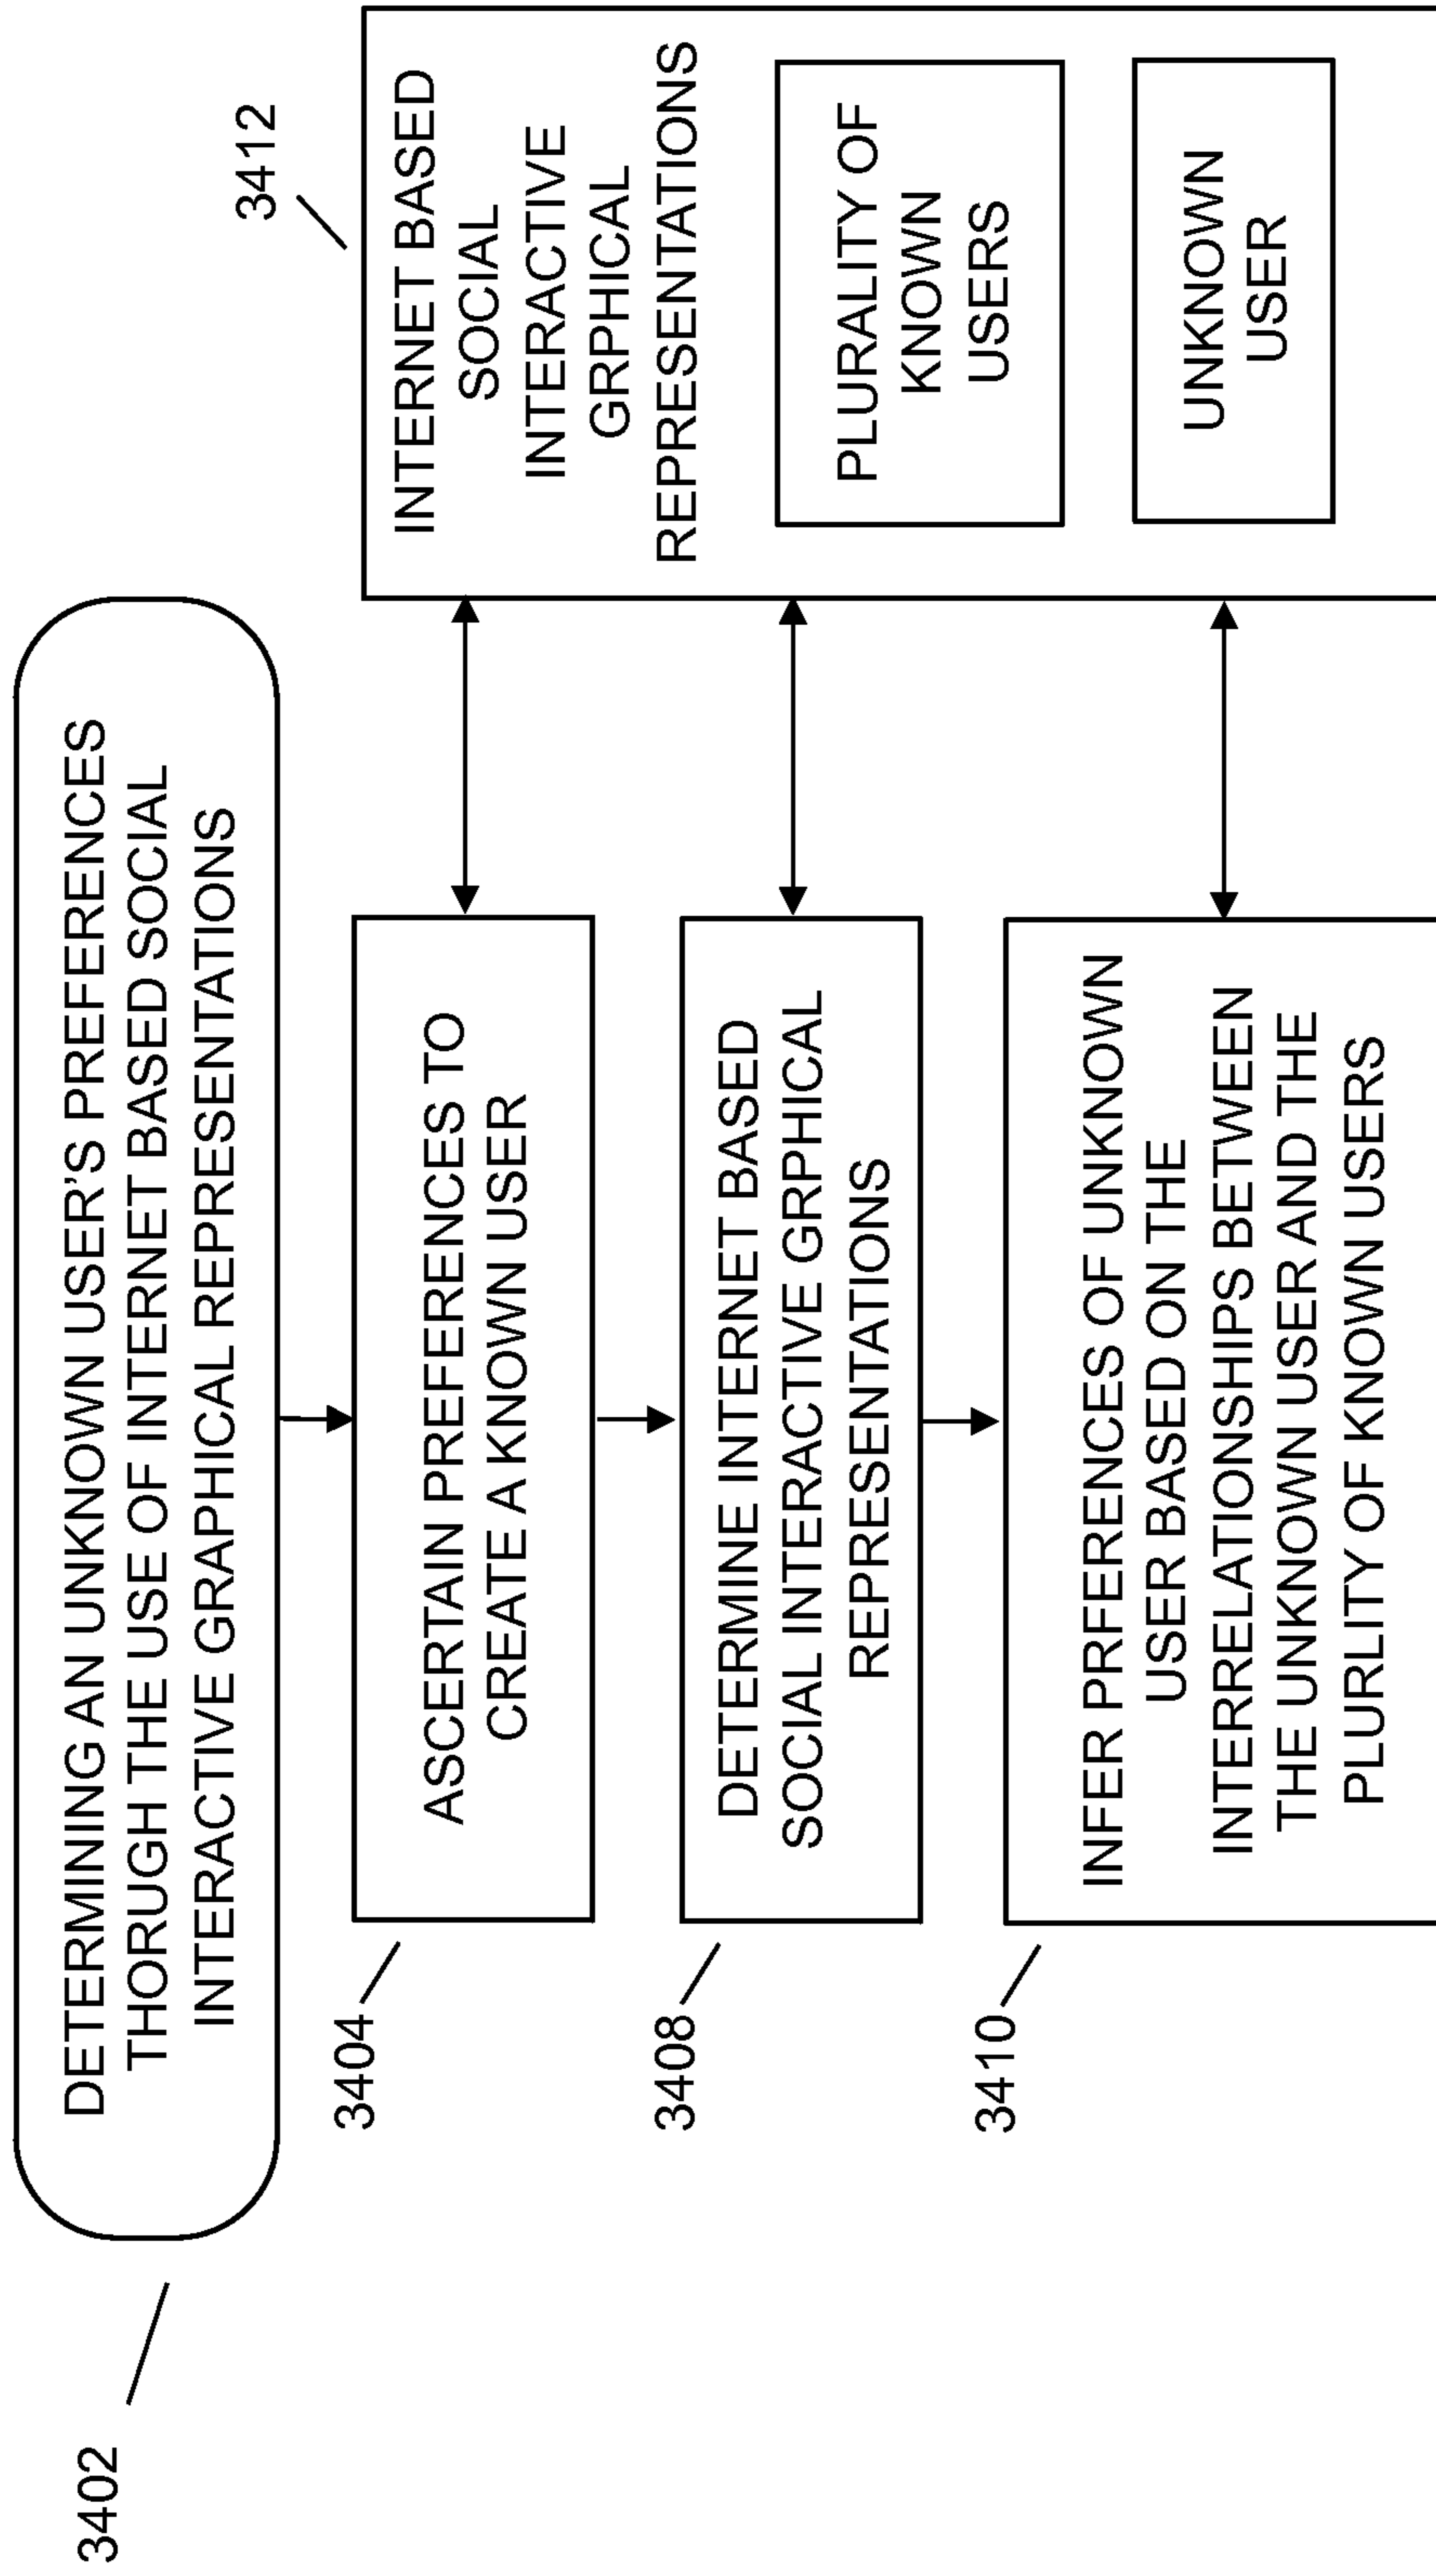 3402
DETERMINING AN UNKNOWN USER'S PREFERENCES
THORUGH THE USE OF INTERNET BASED SOCIAL
INTERACTIVE GRAPHICAL REPRESENTATIONS
3404
ASCERTAIN PREFERENCES TO
CREATE A KNOWN USER
3408
DETERMINE INTERNET BASED
SOCIAL INTERACTIVE GRPHICAL
REPRESENTATIONS
3410
INFER PRFERENCES OF UNKNOWN
USER BASED ON THE
INTERRELATIONSHIPS BETWEEN
THE UNKNOWN USER AND THE
PLURLITY OF KNOWN USERS
3412
INTERNET BASED
SOCIAL
INTERACTIVE
GRPHICAL
REPRESENTATIONS
PLURALITY OF
KNOWN
USERS
UNKNOWN
USER